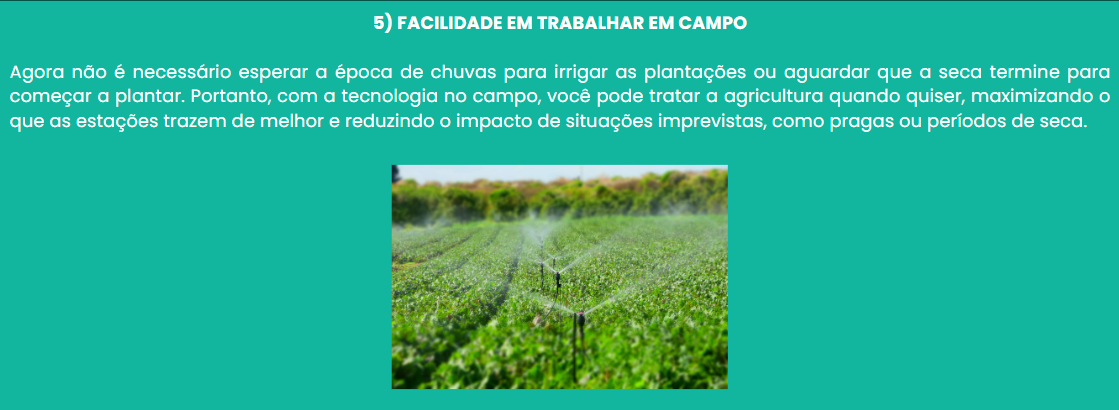 5) FACILIDADE EM TRABALHAR EM CAMPO
Agora não é necessário esperar a época de chuvas para irrigar as plantações ou aguardar que a seca termine para
começar a plantar. Portanto, com a tecnologia no campo, você pode tratar a agricultura quando quiser, maximizando o
que as estações trazem de melhor e reduzindo o impacto de situações imprevistas, como pragas ou períodos de seca.